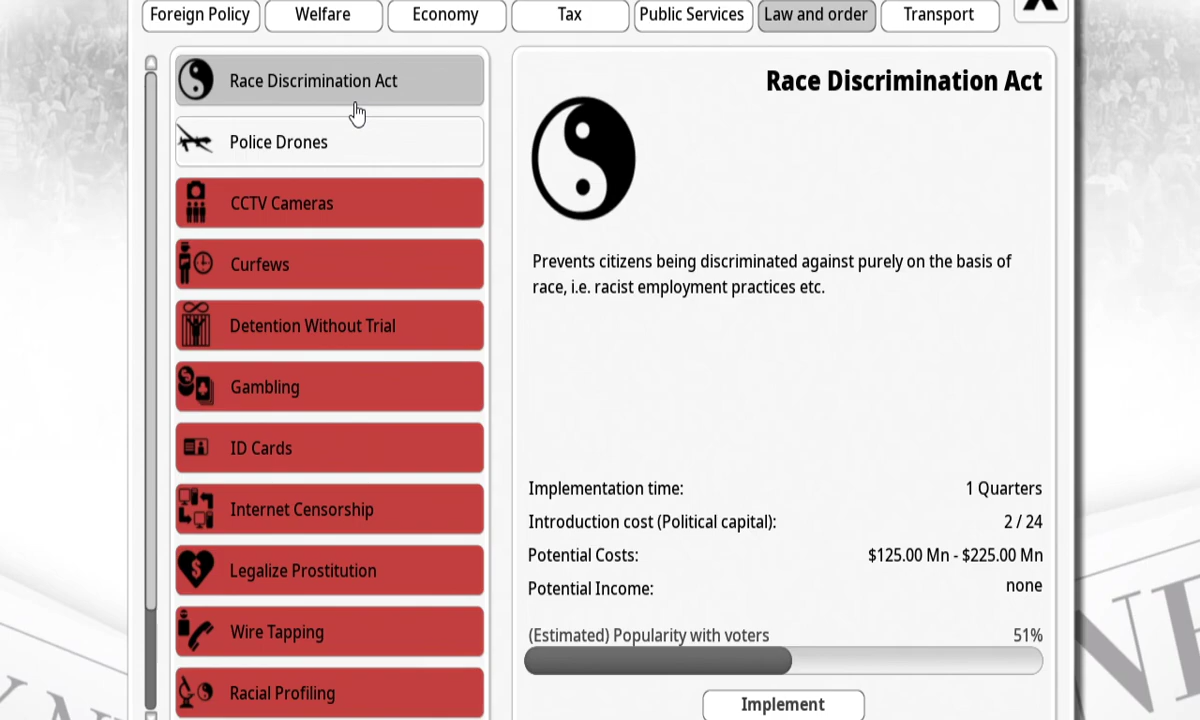 Foreign Policy
Welfare
Economy
Tax
Public Services
Law and order
Transport
X
Race Discrimination Act
Police Drones
CCTV Cameras
Curfews
Detention Without Trial
Gambling
ID Cards
Internet Censorship
Legalize Prostitution
Wire Tapping
Racial Profiling
Race Discrimination Act
Prevents citizens being discriminated against purely on the basis of
race, i.e. racist employment practices etc.
Implementation time: 1 Quarters
Introduction cost (Political capital): 2 / 24
Potential Costs: $125.00 Mn - $225.00 Mn
Potential Income: none
(Estimated) Popularity with voters 51%
Implement